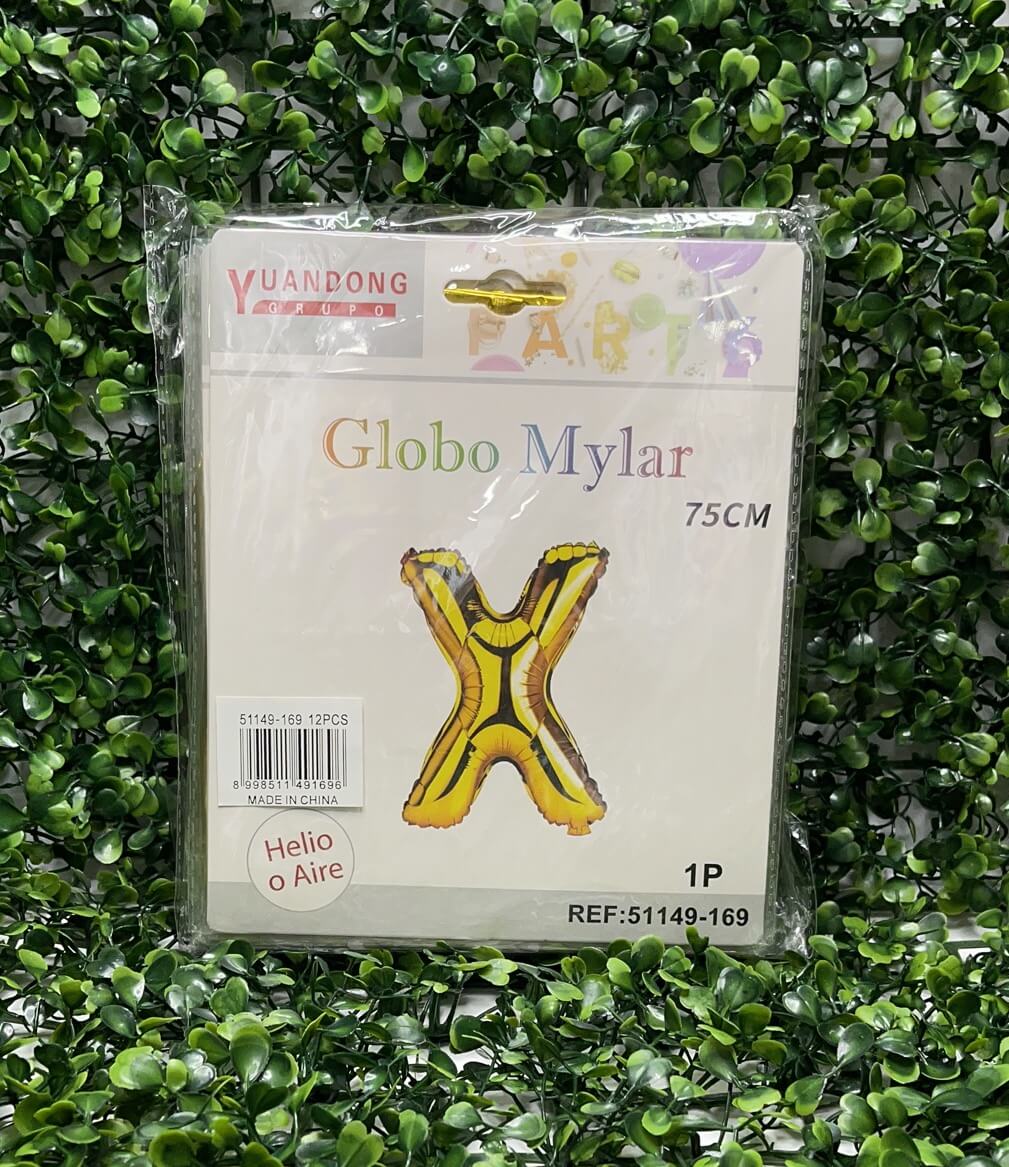 YUANDONG
GRUPO
PARTY
Globo Mylar
75CM
51149-169 12PCS
8 998511 491696
MADE IN CHINA
Helio
o Aire
1P
REF:51149-169